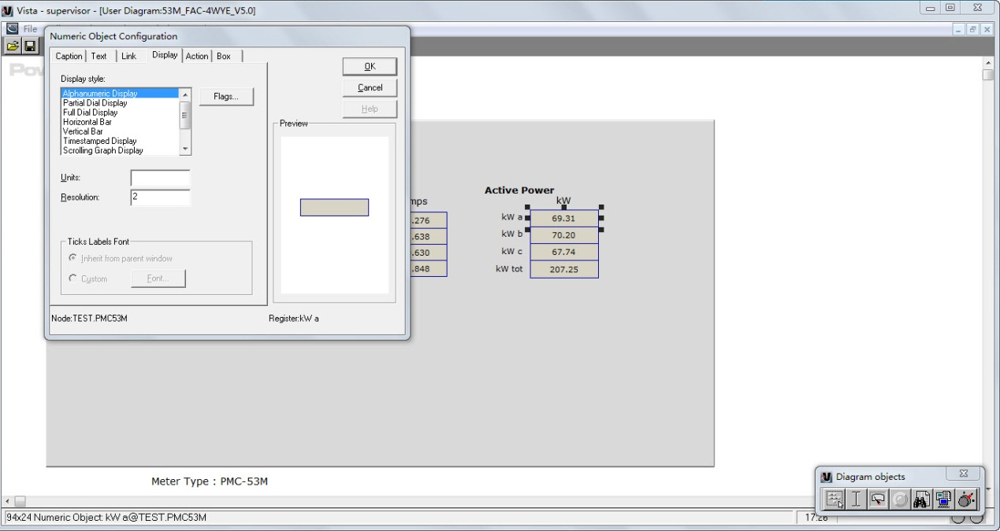 Vista - supervisor - [User Diagram:53M_FAC-4WYE_V5.0]
File
Numeric Object Configuration
Caption Text Link Display Action Box
OK
Cancel
Help
Display style:
Alphanumeric Display
Partial Dial Display
Full Dial Display
Horizontal Bar
Vertical Bar
Timestamped Display
Scrolling Graph Display
Flags...
Preview
Units:
Resolution: 2
Ticks Labels Font
Inherit from parent window
Custom Font...
Node:TEST.PMC53M Register:kW a
Pow
mps
.276
.638
.630
.848
Active Power
kW
kW a 69.31
kW b 70.20
kW c 67.74
kW tot 207.25
Meter Type : PMC-53M
Diagram objects
94x24 Numeric Object: kW a@TEST.PMC53M
17:26